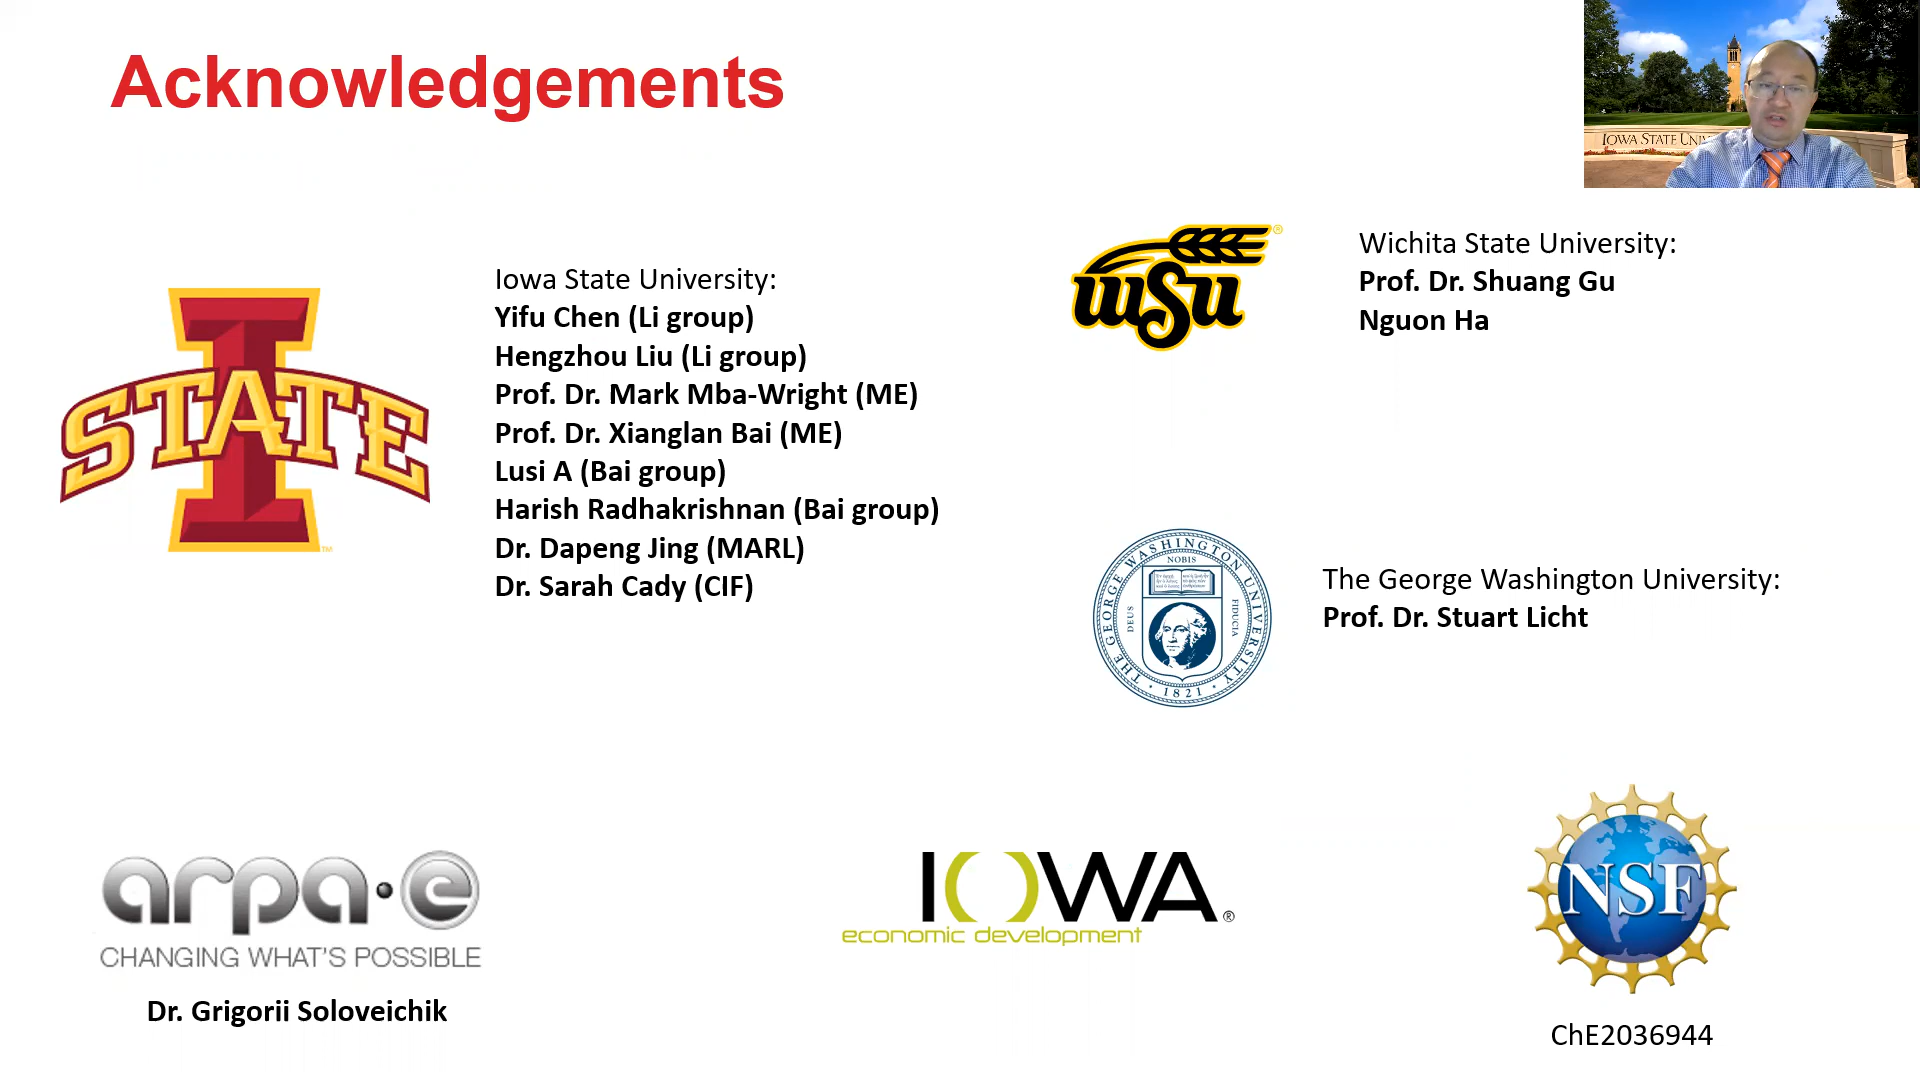 Acknowledgements
IOWA STATE UNIV
STATE
TM
Iowa State University:
Yifu Chen (Li group)
Hengzhou Liu (Li group)
Prof. Dr. Mark Mba-Wright (ME)
Prof. Dr. Xianglan Bai (ME)
Lusi A (Bai group)
Harish Radhakrishnan (Bai group)
Dr. Dapeng Jing (MARL)
Dr. Sarah Cady (CIF)
wsu®
Wichita State University:
Prof. Dr. Shuang Gu
Nguon Ha
THE GEORGE WASHINGTON UNIVERSITY
DEUS NOBIS FIDUCIA
· 1821 ·
The George Washington University:
Prof. Dr. Stuart Licht
arpa·e
CHANGING WHAT'S POSSIBLE
Dr. Grigorii Soloveichik
IOWA®
economic development
NSF
ChE2036944